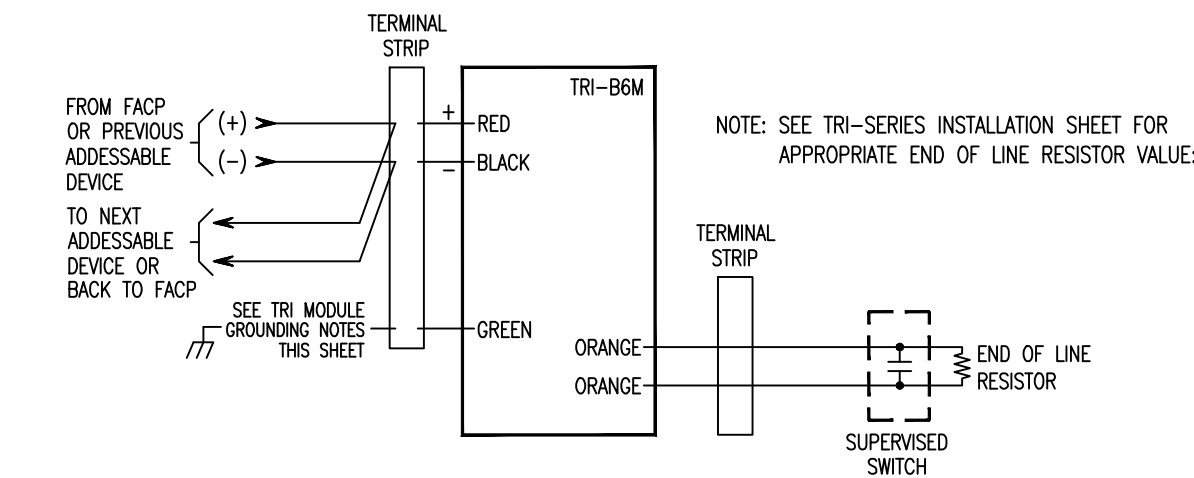 TERMINAL
STRIP
TRI-B6M
FROM FACP
OR PREVIOUS
ADDESSABLE
DEVICE
(+)
(-)
+
RED
-
BLACK
NOTE: SEE TRI-SERIES INSTALLATION SHEET FOR
APPROPRIATE END OF LINE RESISTOR VALUE:
TO NEXT
ADDESSABLE
DEVICE OR
BACK TO FACP
TERMINAL
STRIP
SEE TRI MODULE
GROUNDING NOTES
THIS SHEET
GREEN
ORANGE
ORANGE
END OF LINE
RESISTOR
SUPERVISED
SWITCH